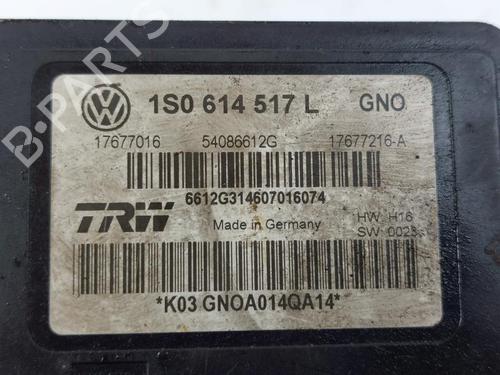 B-PARTS
1S0 614 517 L GNO
17677016 54086612G 17677216-A
6612G314607016074
TRW
Made in Germany
HW H16
SW 0023
*K03 GNOA014QA14*